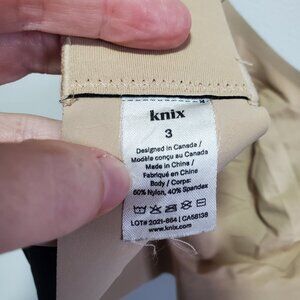 knix
3
Designed in Canada /
Modèle conçu au Canada
Made in China /
Fabriqué en Chine
Body / Corps:
60% Nylon, 40% Spandex
LOT# 2021-864 | CA58138
www.knix.com